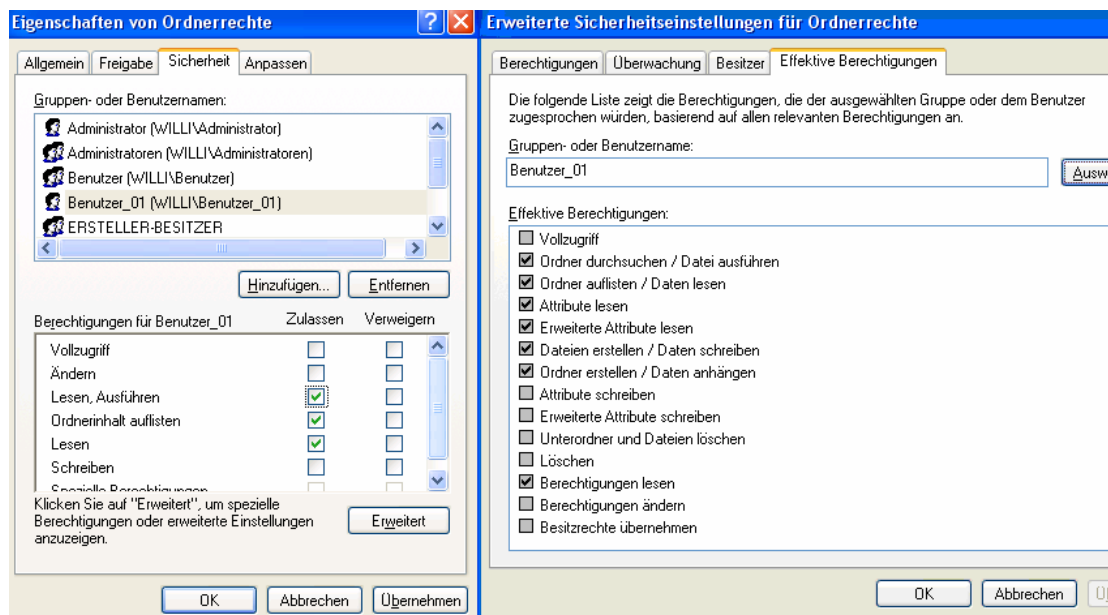 Eigenschaften von Ordnerrechte
Allgemein Freigabe Sicherheit Anpassen
Gruppen- oder Benutzernamen:
Administrator (WILLI\Administrator)
Administratoren (WILLI\Administratoren)
Benutzer (WILLI\Benutzer)
Benutzer_01 (WILLI\Benutzer_01)
ERSTELLER-BESITZER
Hinzufügen... Entfernen
Berechtigungen für Benutzer_01 Zulassen Verweigern
Vollzugriff
Ändern
Lesen, Ausführen
Ordnerinhalt auflisten
Lesen
Schreiben
Spezielle Berechtigungen
Klicken Sie auf "Erweitert", um spezielle
Berechtigungen oder erweiterte Einstellungen
anzuzeigen.
Erweitert
OK Abbrechen Übernehmen
Erweiterte Sicherheitseinstellungen für Ordnerrechte
Berechtigungen Überwachung Besitzer Effektive Berechtigungen
Die folgende Liste zeigt die Berechtigungen, die der ausgewählten Gruppe oder dem Benutzer
zugesprochen würden, basierend auf allen relevanten Berechtigungen an.
Gruppen- oder Benutzername:
Benutzer_01
Ausw
Effektive Berechtigungen:
Vollzugriff
Ordner durchsuchen / Datei ausführen
Ordner auflisten / Daten lesen
Attribute lesen
Erweiterte Attribute lesen
Dateien erstellen / Daten schreiben
Ordner erstellen / Daten anhängen
Attribute schreiben
Erweiterte Attribute schreiben
Unterordner und Dateien löschen
Löschen
Berechtigungen lesen
Berechtigungen ändern
Besitzrechte übernehmen
OK Abbrechen Ü